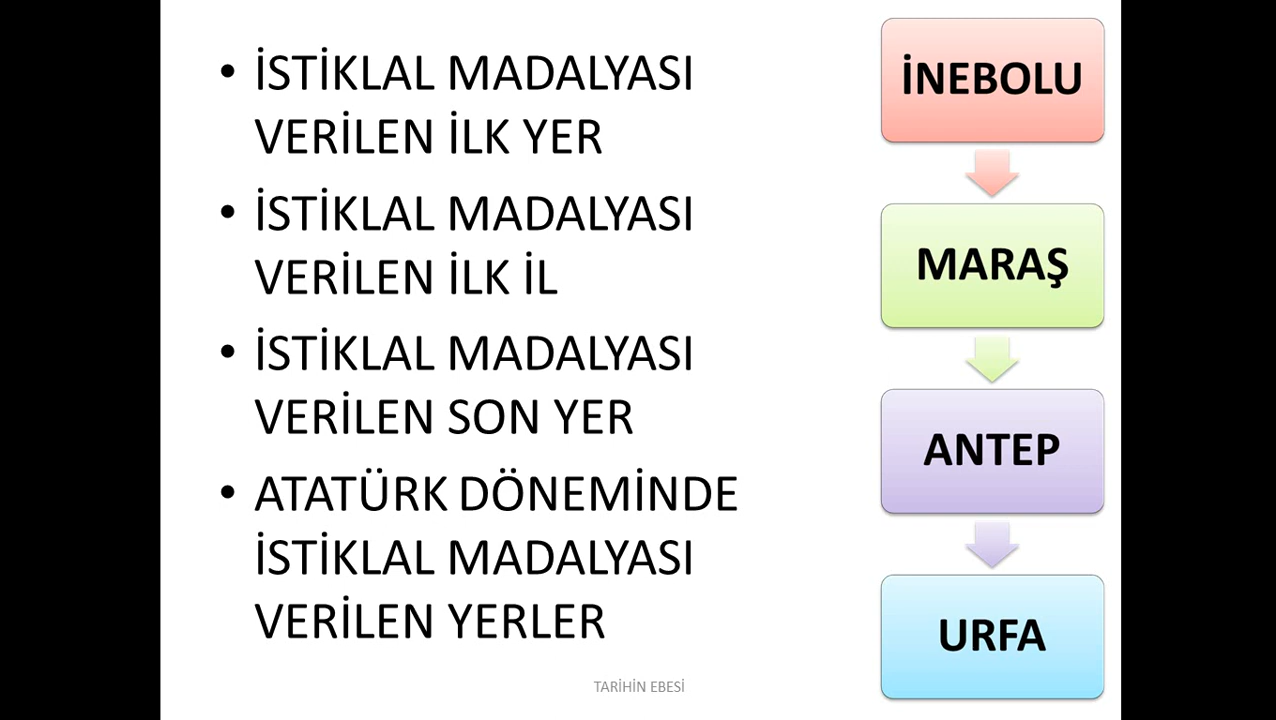 • İSTİKLAL MADALYASI
VERİLEN İLK YER
• İSTİKLAL MADALYASI
VERİLEN İLK İL
• İSTİKLAL MADALYASI
VERİLEN SON YER
• ATATÜRK DÖNEMİNDE
İSTİKLAL MADALYASI
VERİLEN YERLER
İNEBOLU
MARAŞ
ANTEP
URFA
TARİHİN EBESİ